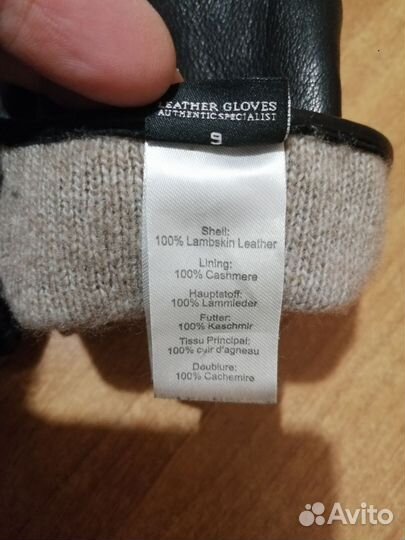 LEATHER GLOVES
AUTHENTIC SPECIALIST
9
Shell:
100% Lambskin Leather
Lining:
100% Cashmere
Hauptstoff:
100% Lammleder
Futter:
100% Kaschmir
Tissu Principal:
100% cuir d'agneau
Doublure:
100% Cachemire
Avito